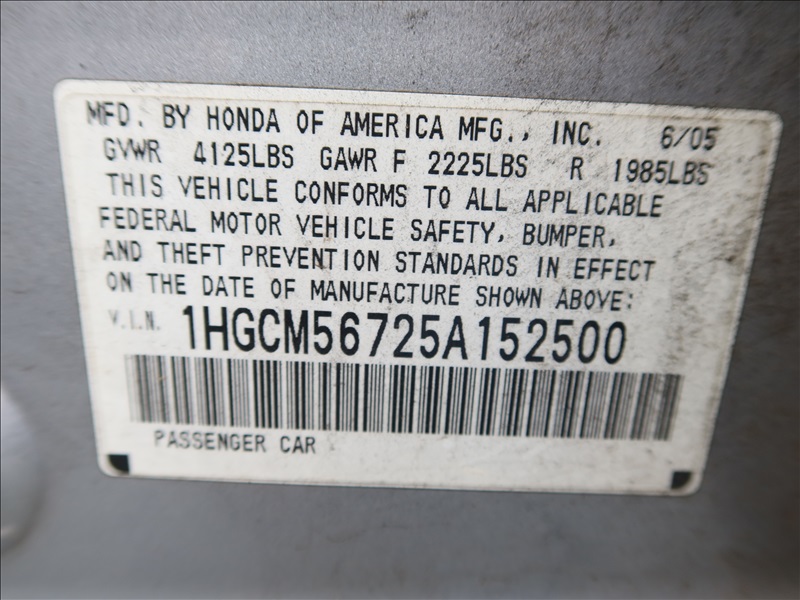 MFD. BY HONDA OF AMERICA MFG., INC. 6/05
GVWR 4125LBS GAWR F 2225LBS R 1985LBS
THIS VEHICLE CONFORMS TO ALL APPLICABLE
FEDERAL MOTOR VEHICLE SAFETY, BUMPER,
AND THEFT PREVENTION STANDARDS IN EFFECT
ON THE DATE OF MANUFACTURE SHOWN ABOVE:
V.I.N. 1HGCM56725A152500
PASSENGER CAR